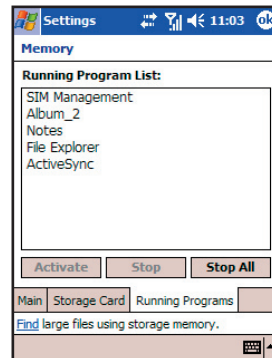 Settings 11:03 ok
Memory
Running Program List:
SIM Management
Album_2
Notes
File Explorer
ActiveSync
Activate Stop Stop All
Main Storage Card Running Programs
Find large files using storage memory.